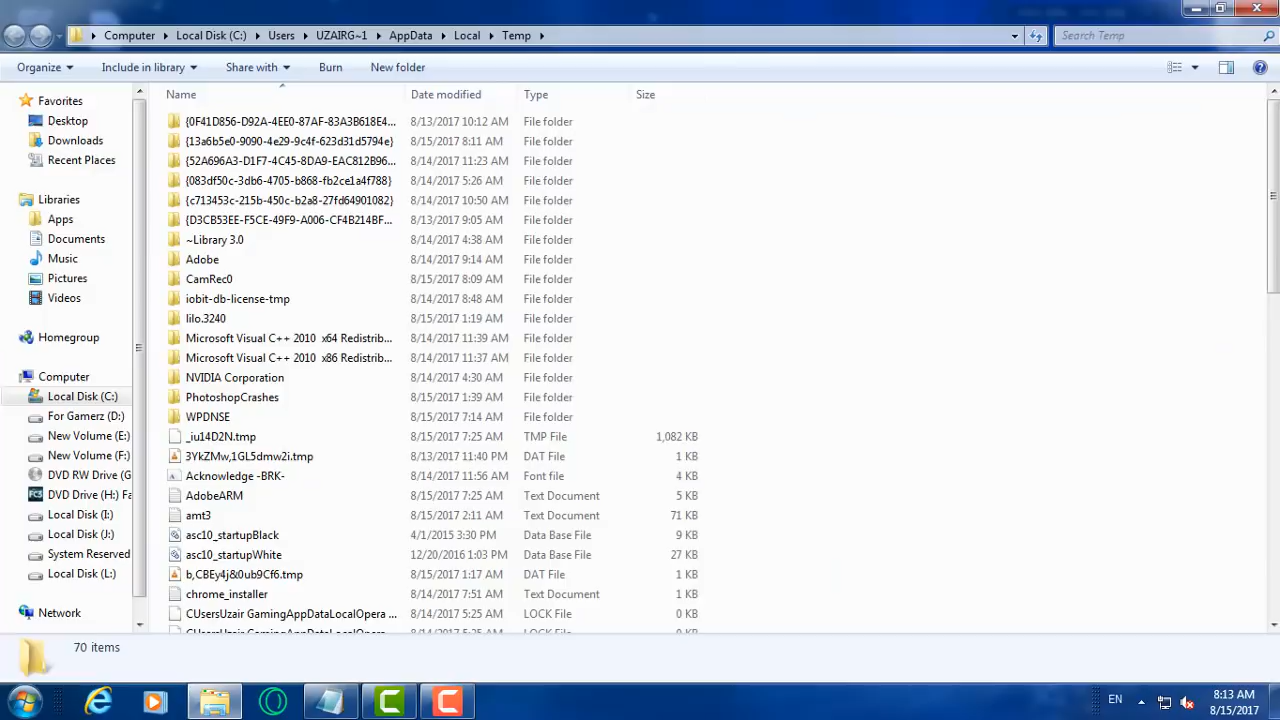 Computer Local Disk (C:) Users UZAIRG~1 AppData Local Temp Search Temp
Organize Include in library Share with Burn New folder
Name Date modified Type Size
Favorites
Desktop
Downloads
Recent Places
Libraries
Apps
Documents
Music
Pictures
Videos
Homegroup
Computer
Local Disk (C:)
For Gamerz (D:)
New Volume (E:)
New Volume (F:)
DVD RW Drive (G
DVD Drive (H:) Fa
Local Disk (I:)
Local Disk (J:)
System Reserved
Local Disk (L:)
Network
{0F41D856-D92A-4EE0-87AF-83A3B618E4... 8/13/2017 10:12 AM File folder
{13a6b5e0-9090-4e29-9c4f-623d31d5794e} 8/15/2017 8:11 AM File folder
{52A696A3-D1F7-4C45-8DA9-EAC812B96... 8/14/2017 11:23 AM File folder
{083df50c-3db6-4705-b868-fb2ce1a4f788} 8/14/2017 5:26 AM File folder
{c713453c-215b-450c-b2a8-27fd64901082} 8/14/2017 10:50 AM File folder
{D3CB53EE-F5CE-49F9-A006-CF4B214BF... 8/13/2017 9:05 AM File folder
~Library 3.0 8/14/2017 4:38 AM File folder
Adobe 8/14/2017 9:14 AM File folder
CamRec0 8/15/2017 8:09 AM File folder
iobit-db-license-tmp 8/14/2017 8:48 AM File folder
lilo.3240 8/15/2017 1:19 AM File folder
Microsoft Visual C++ 2010 x64 Redistrib... 8/14/2017 11:39 AM File folder
Microsoft Visual C++ 2010 x86 Redistrib... 8/14/2017 11:37 AM File folder
NVIDIA Corporation 8/14/2017 4:30 AM File folder
PhotoshopCrashes 8/15/2017 1:39 AM File folder
WPDNSE 8/15/2017 7:14 AM File folder
_iu14D2N.tmp 8/15/2017 7:25 AM TMP File 1,082 KB
3YkZMw,1GL5dmw2i.tmp 8/13/2017 11:40 PM DAT File 1 KB
Acknowledge -BRK- 8/14/2017 11:56 AM Font file 4 KB
AdobeARM 8/15/2017 7:25 AM Text Document 5 KB
amt3 8/15/2017 2:11 AM Text Document 71 KB
asc10_startupBlack 4/1/2015 3:30 PM Data Base File 9 KB
asc10_startupWhite 12/20/2016 1:03 PM Data Base File 27 KB
b,CBEy4j&0ub9Cf6.tmp 8/15/2017 1:17 AM DAT File 1 KB
chrome_installer 8/14/2017 7:51 AM Text Document 1 KB
CUsersUzair GamingAppDataLocalOpera ... 8/14/2017 5:25 AM LOCK File 0 KB
CUsersUzair GamingAppDataLocalOpera... 8/14/2017 5:25 AM LOCK File 0 KB
70 items
EN 8:13 AM
8/15/2017